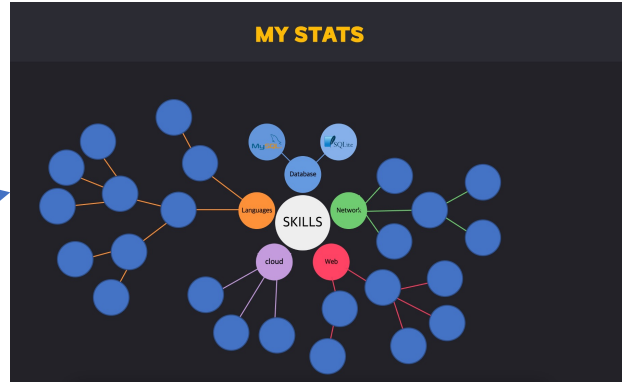 MY STATS
MySQL
SQLite
Database
Languages
SKILLS
Network
cloud
Web